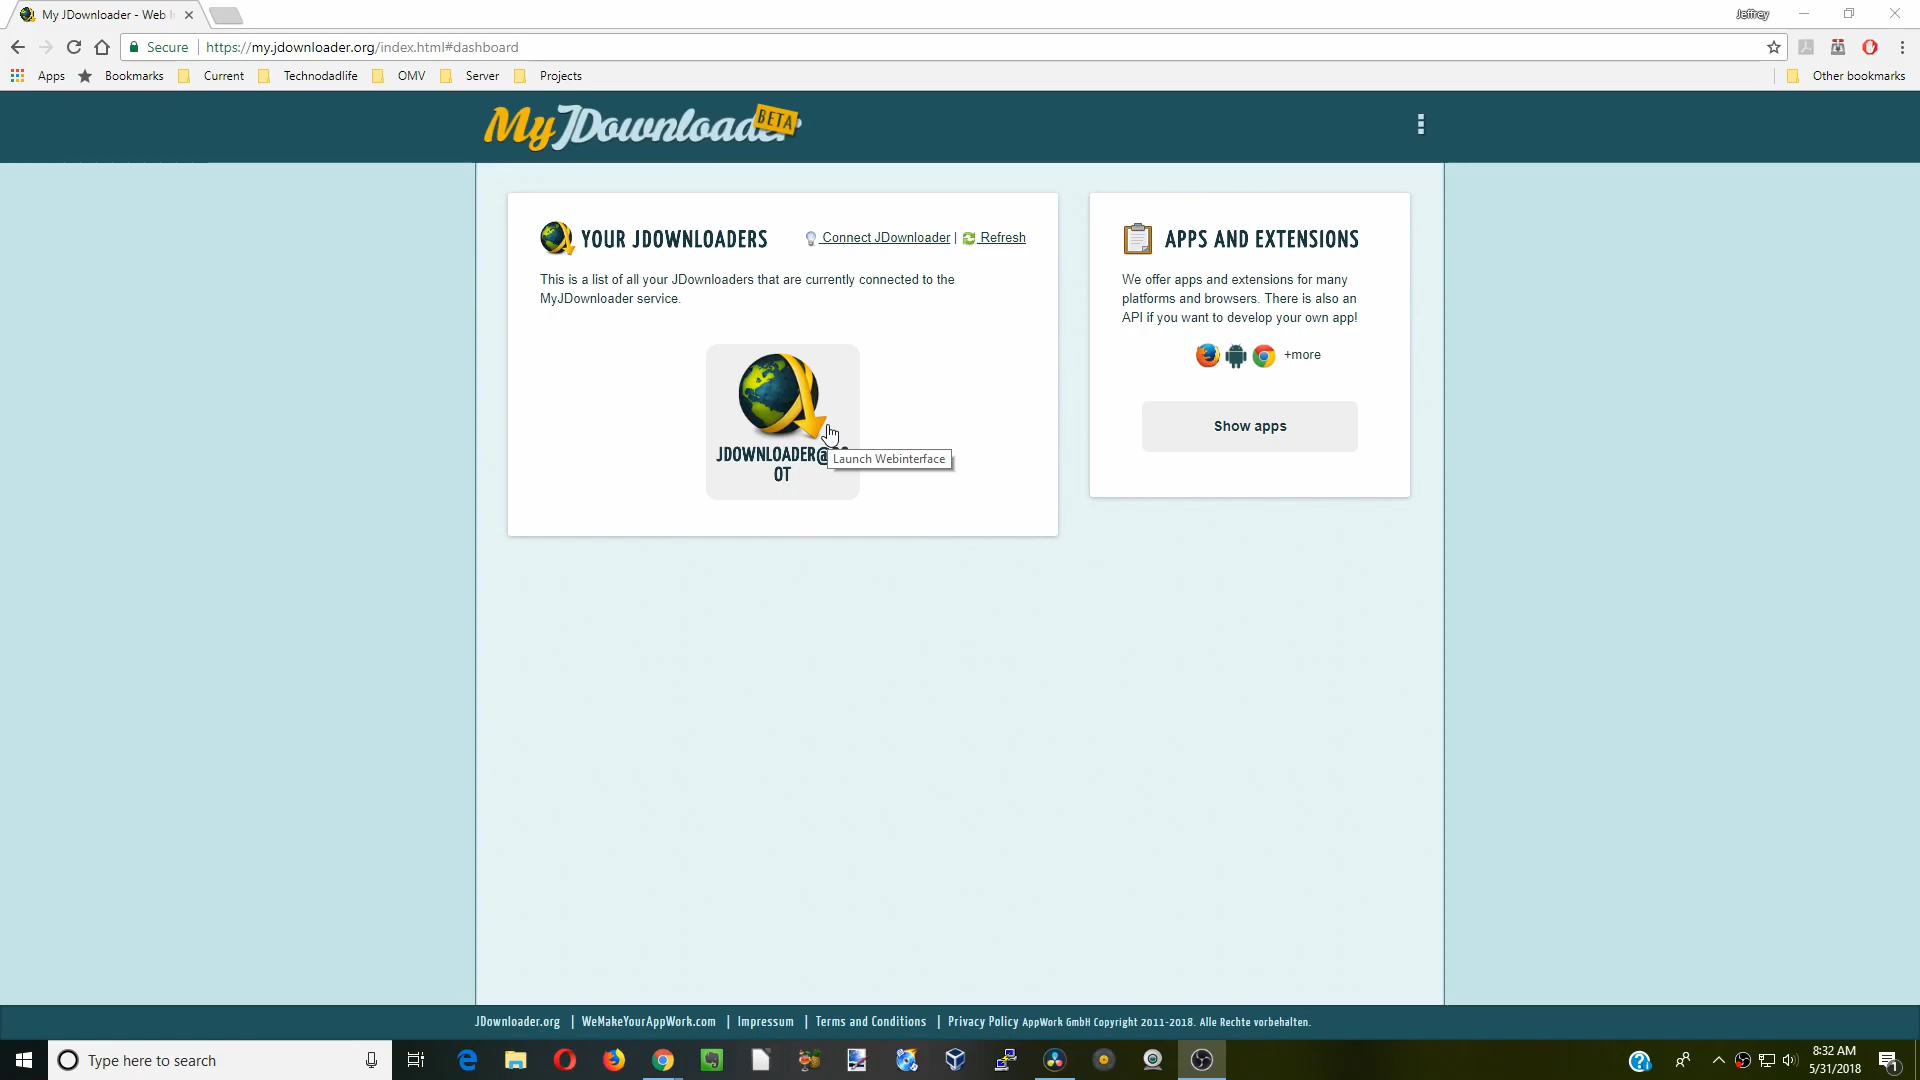 My JDownloader - Web
Jeffrey
Secure
https://my.jdownloader.org/index.html#dashboard
Apps Bookmarks Current Technodadlife OMV Server Projects Other bookmarks
MyJDownloader BETA
YOUR JDOWNLOADERS
Connect JDownloader | Refresh
This is a list of all your JDownloaders that are currently connected to the
MyJDownloader service.
JDOWNLOADER@
OT
Launch Webinterface
APPS AND EXTENSIONS
We offer apps and extensions for many
platforms and browsers. There is also an
API if you want to develop your own app!
+more
Show apps
JDownloader.org | WeMakeYourAppWork.com | Impressum | Terms and Conditions | Privacy Policy AppWork GmbH Copyright 2011-2018. Alle Rechte vorbehalten.
Type here to search
8:32 AM
5/31/2018
1